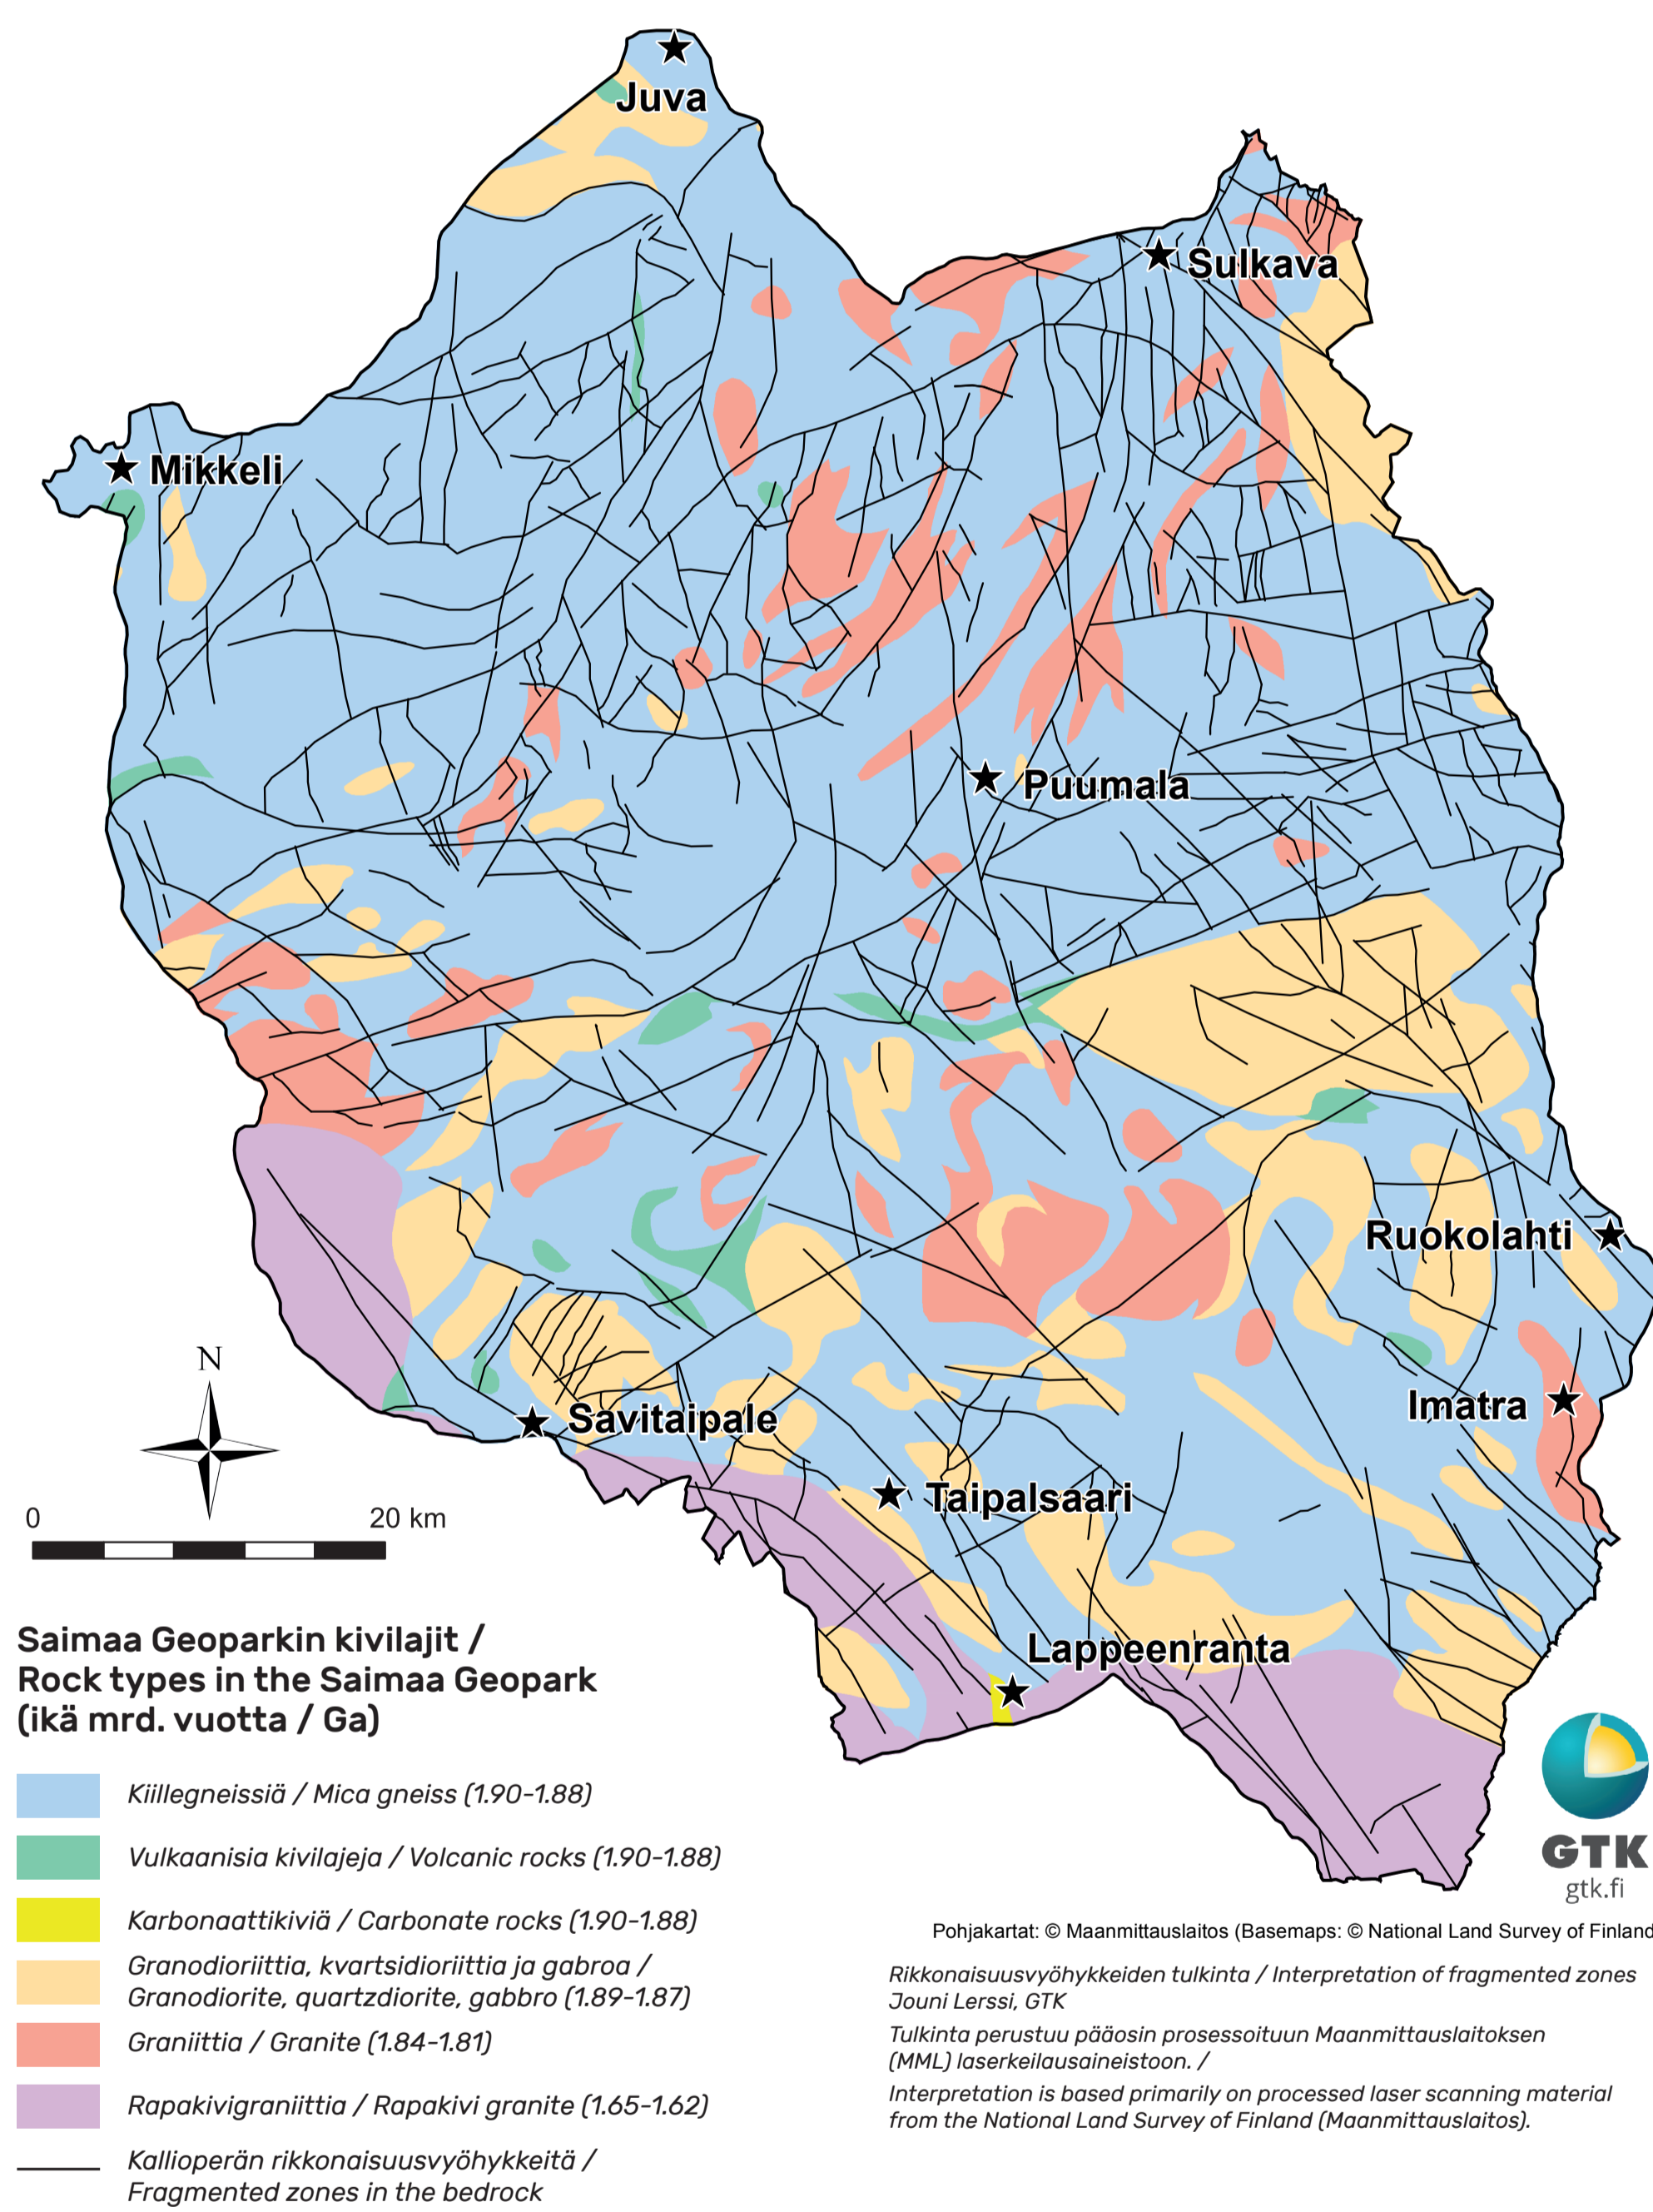 Juva
Sulkava
Mikkeli
Puumala
Ruokolahti
Imatra
Savitaipale
Taipalsaari
Lappeenranta
N
0 20 km
Saimaa Geoparkin kivilajit /
Rock types in the Saimaa Geopark
(ikä mrd. vuotta / Ga)
Kiillegneissiä / Mica gneiss (1.90-1.88)
Vulkaanisia kivilajeja / Volcanic rocks (1.90-1.88)
Karbonaattikiviä / Carbonate rocks (1.90-1.88)
Granodioriittia, kvartsidioriittia ja gabroa /
Granodiorite, quartzdiorite, gabbro (1.89-1.87)
Graniittia / Granite (1.84-1.81)
Rapakivigraniittia / Rapakivi granite (1.65-1.62)
Kallioperän rikkonaisuusvyöhykkeitä /
Fragmented zones in the bedrock
GTK
gtk.fi
Pohjakartat: © Maanmittauslaitos (Basemaps: © National Land Survey of Finland
Rikkonaisuusvyöhykkeiden tulkinta / Interpretation of fragmented zones
Jouni Lerssi, GTK
Tulkinta perustuu pääosin prosessoituun Maanmittauslaitoksen
(MML) laserkeilausaineistoon. /
Interpretation is based primarily on processed laser scanning material
from the National Land Survey of Finland (Maanmittauslaitos).